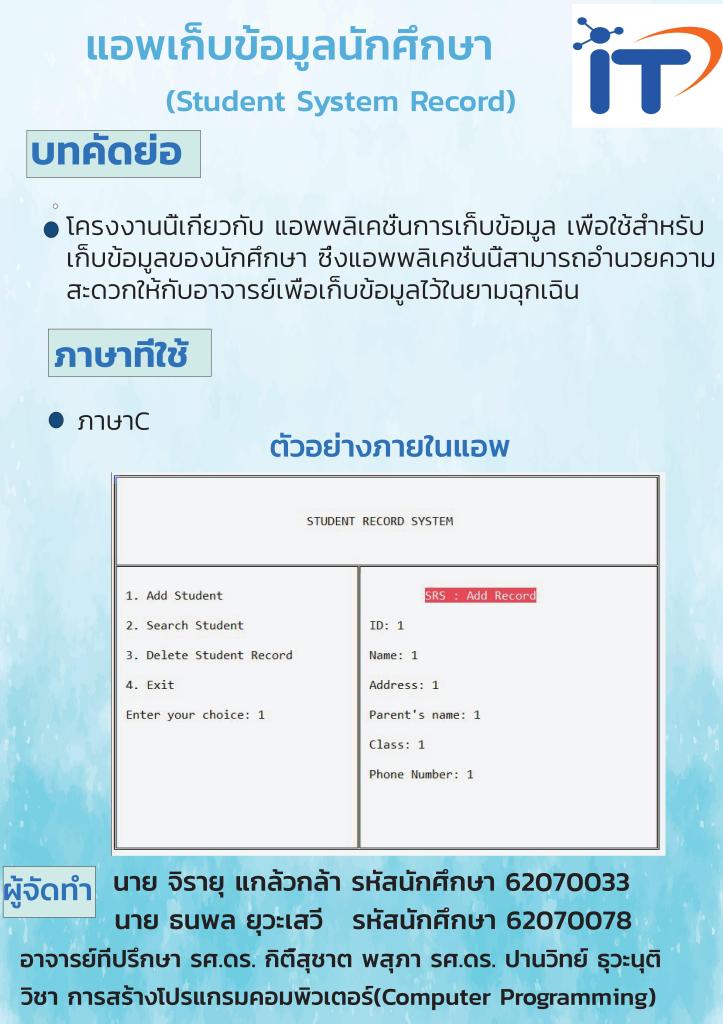 แอพเก็บข้อมูลนักศึกษา
iT
(Student System Record)
บทคัดย่อ
โครงงานนี้เกี่ยวกับ แอพพลิเคชั่นการเก็บข้อมูล เพื่อใช้สำหรับ
เก็บข้อมูลของนักศึกษา ซึ่งแอพพลิเคชั่นนี้สามารถอำนวยความ
สะดวกให้กับอาจารย์เพื่อเก็บข้อมูลไว้ในยามฉุกเฉิน
ภาษาที่ใช้
ภาษาC
ตัวอย่างภายในแอพ
STUDENT RECORD SYSTEM
1. Add Student
2. Search Student
3. Delete Student Record
4. Exit
Enter your choice: 1
SRS : Add Record
ID: 1
Name: 1
Address: 1
Parent's name: 1
Class: 1
Phone Number: 1
ผู้จัดทำ
นาย จิรายุ แกล้วกล้า รหัสนักศึกษา 62070033
นาย ธนพล ยุวะเสวี รหัสนักศึกษา 62070078
อาจารย์ที่ปรึกษา รศ.ดร. กิติ์สุชาต พสุภา รศ.ดร. ปานวิทย์ ธุวะนุติ
วิชา การสร้างโปรแกรมคอมพิวเตอร์(Computer Programming)